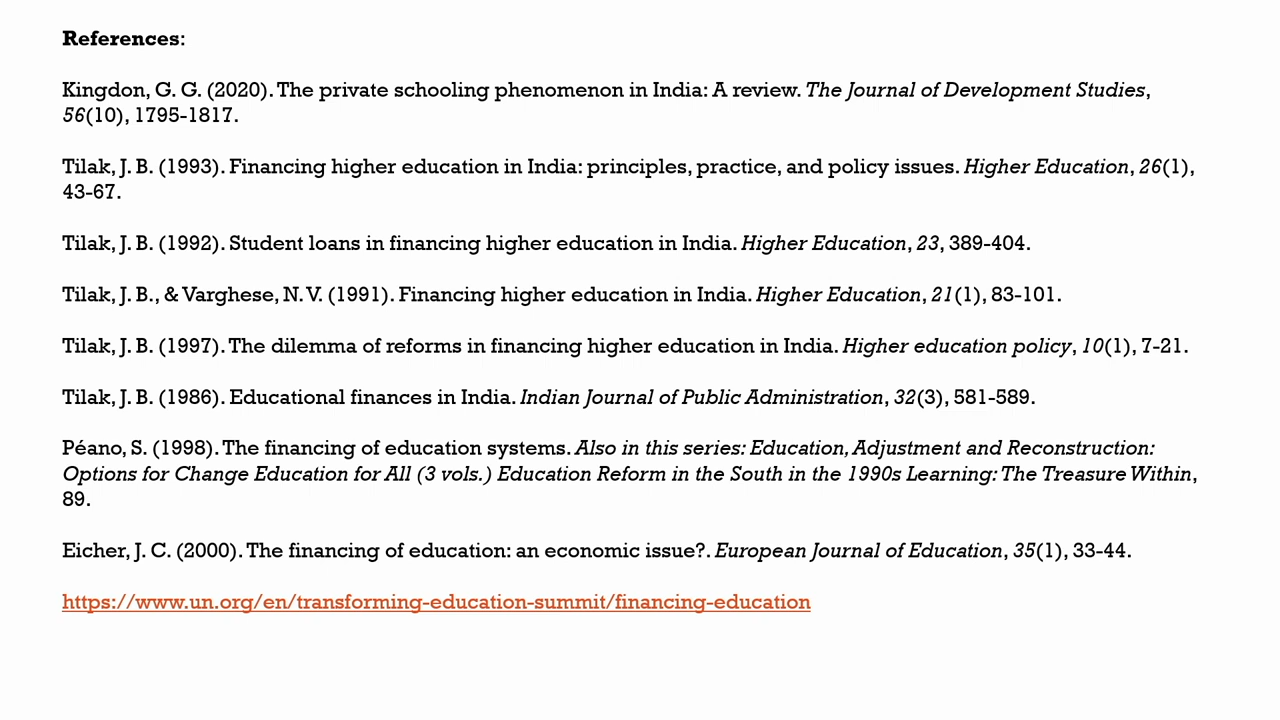 References:
Kingdon, G. G. (2020). The private schooling phenomenon in India: A review. The Journal of Development Studies,
56(10), 1795-1817.
Tilak, J. B. (1993). Financing higher education in India: principles, practice, and policy issues. Higher Education, 26(1),
43-67.
Tilak, J. B. (1992). Student loans in financing higher education in India. Higher Education, 23, 389-404.
Tilak, J. B., & Varghese, N. V. (1991). Financing higher education in India. Higher Education, 21(1), 83-101.
Tilak, J. B. (1997). The dilemma of reforms in financing higher education in India. Higher education policy, 10(1), 7-21.
Tilak, J. B. (1986). Educational finances in India. Indian Journal of Public Administration, 32(3), 581-589.
Péano, S. (1998). The financing of education systems. Also in this series: Education, Adjustment and Reconstruction:
Options for Change Education for All (3 vols.) Education Reform in the South in the 1990s Learning: The Treasure Within,
89.
Eicher, J. C. (2000). The financing of education: an economic issue?. European Journal of Education, 35(1), 33-44.
https://www.un.org/en/transforming-education-summit/financing-education